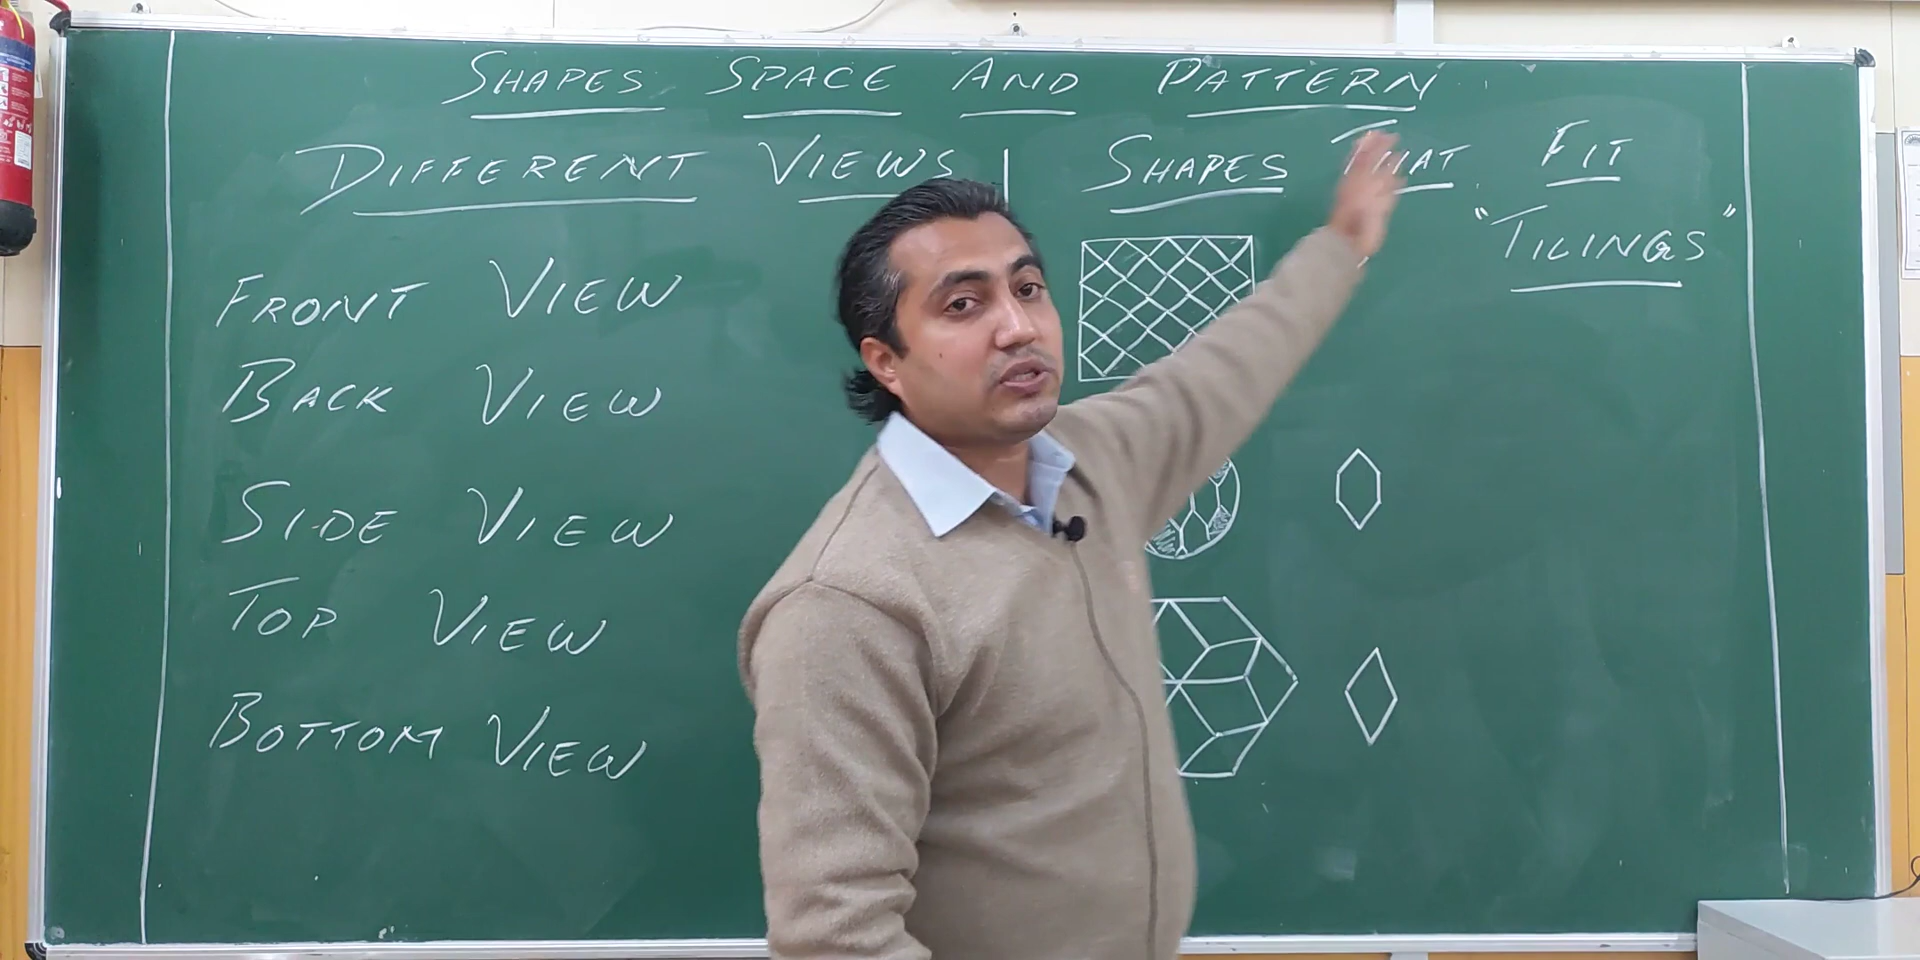 SHAPES SPACE AND PATTERN
DIFFERENT VIEWS
FRONT VIEW
BACK VIEW
SIDE VIEW
TOP VIEW
BOTTOM VIEW
SHAPES THAT FIT
"TILINGS"